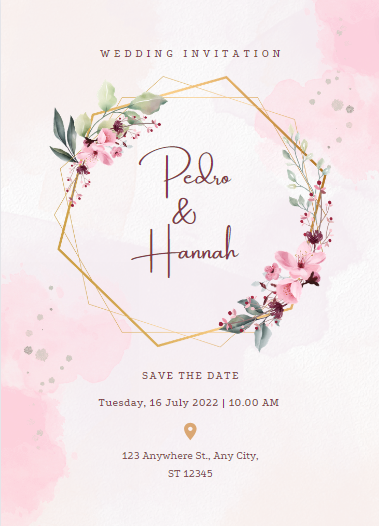 WEDDING INVITATION
Pedro
&
Hannah
SAVE THE DATE
Tuesday, 16 July 2022 | 10.00 AM
123 Anywhere St., Any City,
ST 12345